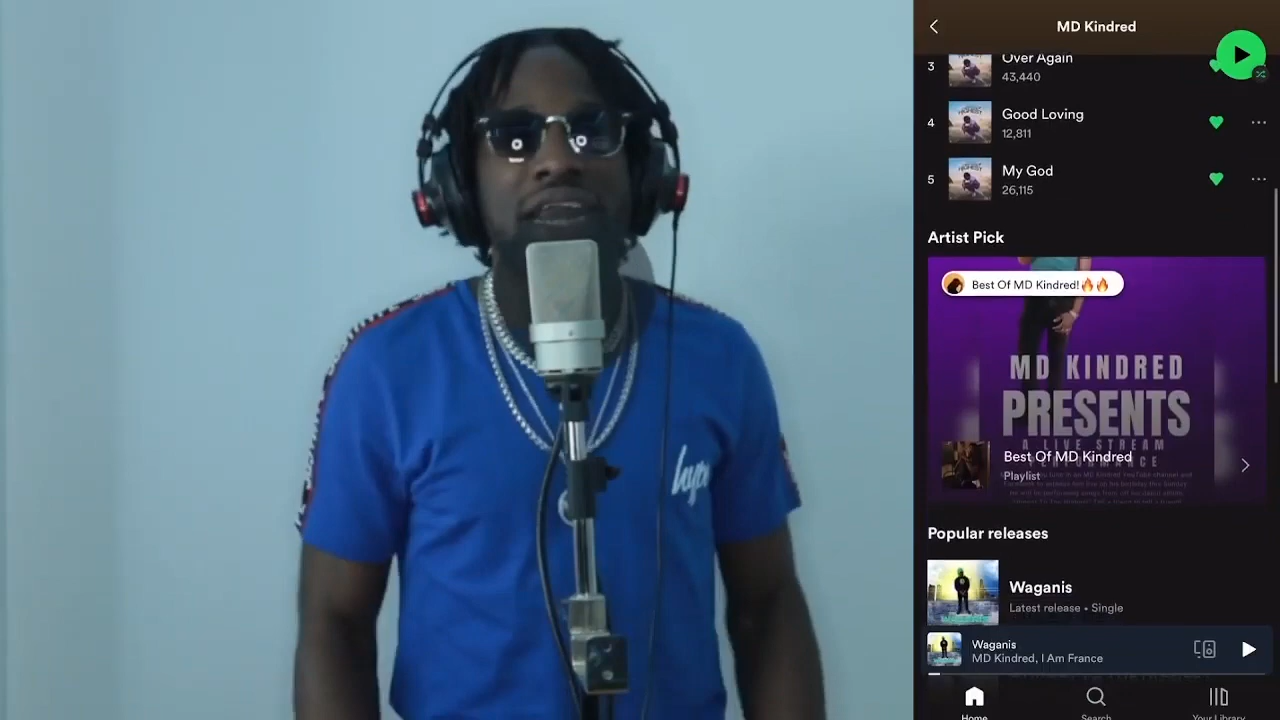 MD Kindred
3
Over Again
43,440
4
Good Loving
12,811
5
My God
26,115
Artist Pick
Best Of MD Kindred!🔥🔥
MD KINDRED
PRESENTS
A LIVE STREAM
PERFORMANCE
Best Of MD Kindred
Playlist
Popular releases
Waganis
Latest release • Single
Waganis
MD Kindred, I Am France
Home
Search
Your Library
hype